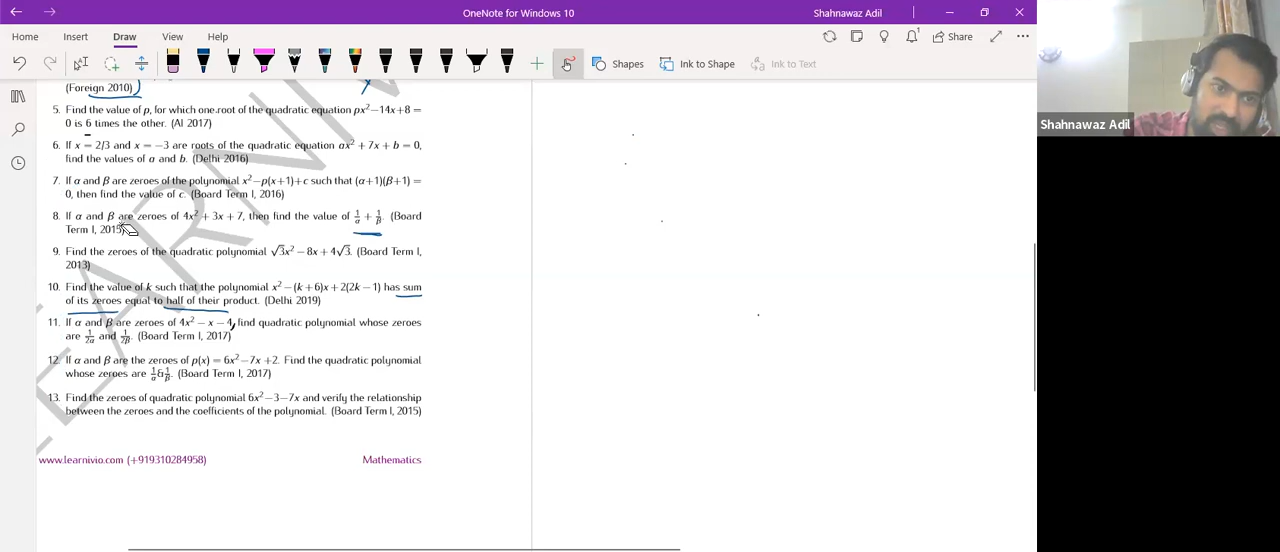 OneNote for Windows 10
Shahnawaz Adil
Home Insert Draw View Help
Share
Shapes Ink to Shape Ink to Text
(Foreign 2010)
5. Find the value of p, for which one root of the quadratic equation px²−14x+8 =
0 is 6 times the other. (AI 2017)
6. If x = 2/3 and x = −3 are roots of the quadratic equation ax² + 7x + b = 0,
find the values of a and b. (Delhi 2016)
7. If α and β are zeroes of the polynomial x²−p(x+1)+c such that (α+1)(β+1) =
0, then find the value of c. (Board Term I, 2016)
8. If α and β are zeroes of 4x² + 3x + 7, then find the value of 1/α + 1/β. (Board
Term I, 2015)
9. Find the zeroes of the quadratic polynomial √3x² − 8x + 4√3. (Board Term I,
2013)
10. Find the value of k such that the polynomial x² −(k +6)x + 2(2k −1) has sum
of its zeroes equal to half of their product. (Delhi 2019)
11. If α and β are zeroes of 4x² − x − 4, find quadratic polynomial whose zeroes
are 1/2α and 1/2β. (Board Term I, 2017)
12. If α and β are the zeroes of p(x) = 6x²−7x +2. Find the quadratic polynomial
whose zeroes are 1/α & 1/β. (Board Term I, 2017)
13. Find the zeroes of quadratic polynomial 6x²−3−7x and verify the relationship
between the zeroes and the coefficients of the polynomial. (Board Term I, 2015)
www.learnivio.com (+919310284958) Mathematics
LEARNIV
Shahnawaz Adil